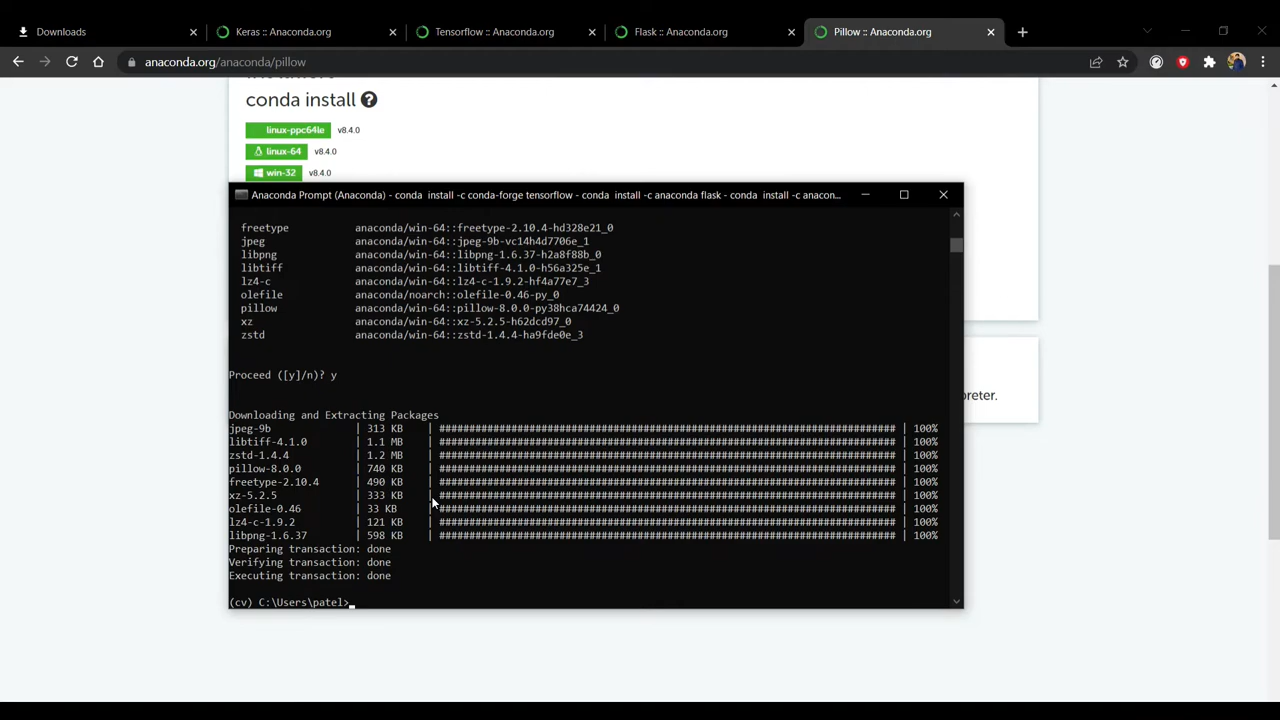 Downloads
Keras :: Anaconda.org
Tensorflow :: Anaconda.org
Flask :: Anaconda.org
Pillow :: Anaconda.org
anaconda.org/anaconda/pillow
conda install ?
linux-ppc64le v8.4.0
linux-64 v8.4.0
win-32 v8.4.0
Anaconda Prompt (Anaconda) - conda install -c conda-forge tensorflow - conda install -c anaconda flask - conda install -c anacon...
freetype anaconda/win-64::freetype-2.10.4-hd328e21_0
jpeg anaconda/win-64::jpeg-9b-vc14h4d7706e_1
libpng anaconda/win-64::libpng-1.6.37-h2a8f88b_0
libtiff anaconda/win-64::libtiff-4.1.0-h56a325e_1
lz4-c anaconda/win-64::lz4-c-1.9.2-hf4a77e7_3
olefile anaconda/noarch::olefile-0.46-py_0
pillow anaconda/win-64::pillow-8.0.0-py38hca74424_0
xz anaconda/win-64::xz-5.2.5-h62dcd97_0
zstd anaconda/win-64::zstd-1.4.4-ha9fde0e_3
Proceed ([y]/n)? y
preter.
Downloading and Extracting Packages
jpeg-9b | 313 KB | ############################################################################ | 100%
libtiff-4.1.0 | 1.1 MB | ############################################################################ | 100%
zstd-1.4.4 | 1.2 MB | ############################################################################ | 100%
pillow-8.0.0 | 740 KB | ############################################################################ | 100%
freetype-2.10.4 | 490 KB | ############################################################################ | 100%
xz-5.2.5 | 333 KB | ############################################################################ | 100%
olefile-0.46 | 33 KB | ############################################################################ | 100%
lz4-c-1.9.2 | 121 KB | ############################################################################ | 100%
libpng-1.6.37 | 598 KB | ############################################################################ | 100%
Preparing transaction: done
Verifying transaction: done
Executing transaction: done
(cv) C:\Users\patel>